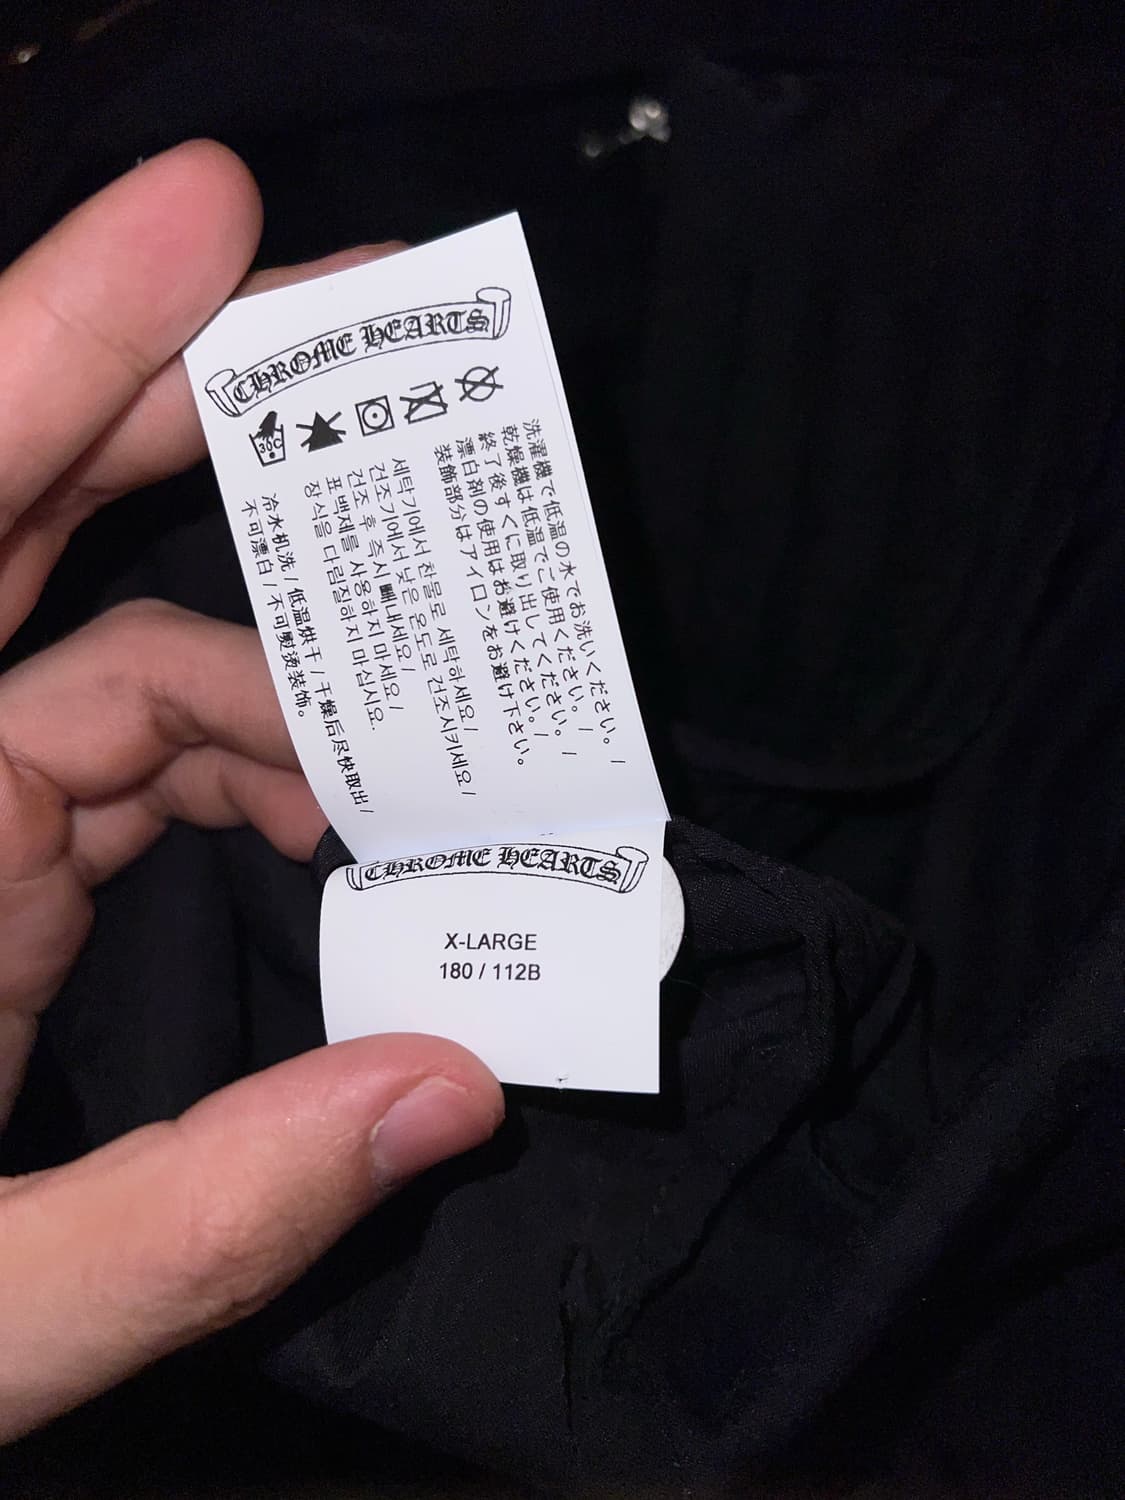 CHROME HEARTS
30C
洗濯機で低温の水でお洗いください。/
乾燥機は低温でご使用ください。/
終了後すぐに取り出してください。/
漂白剤の使用はお避けください。/
装飾部分はアイロンをお避け下さい。
세탁기에서 찬물로 세탁하세요/
건조기에서 낮은 온도로 건조시키세요/
건조 후 즉시 빼내세요/
표백제를 사용하지 마세요/
장식을 다림질하지 마십시요.
冷水机洗/低温烘干/干燥后尽快取出/
不可漂白/不可熨烫装饰。
CHROME HEARTS
X-LARGE
180 / 112B